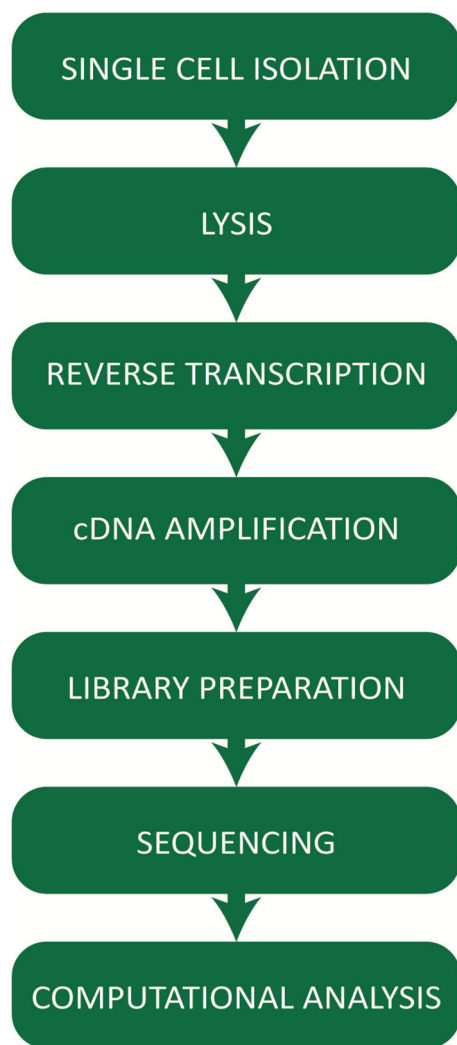 SINGLE CELL ISOLATION
LYSIS
REVERSE TRANSCRIPTION
cDNA AMPLIFICATION
LIBRARY PREPARATION
SEQUENCING
COMPUTATIONAL ANALYSIS